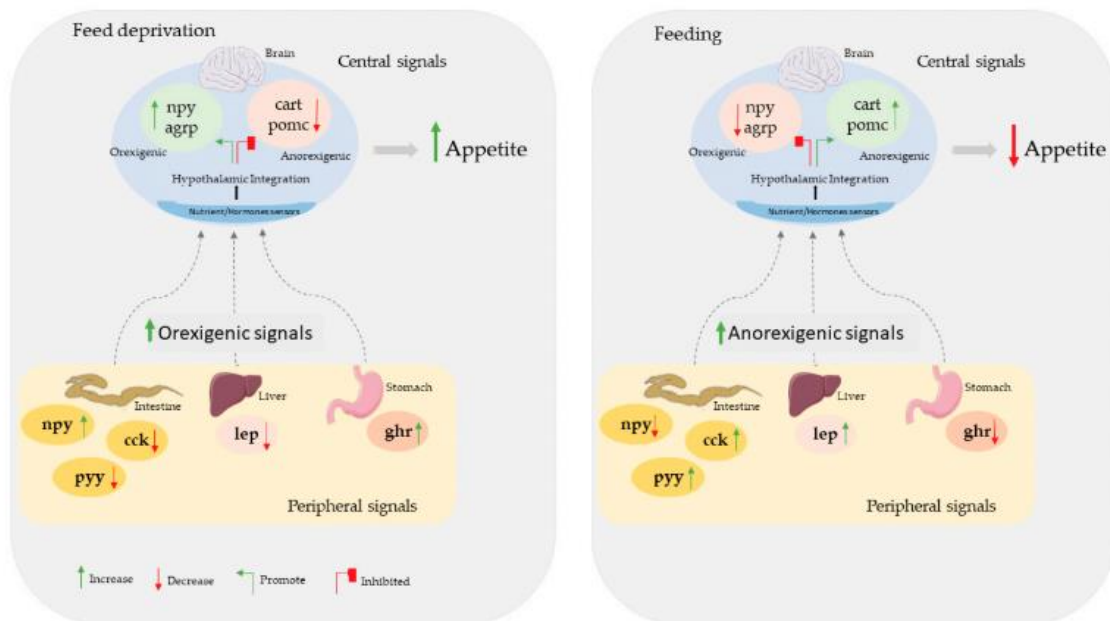 Feed deprivation
Brain
Central signals
npy
agrp
cart
pomc
Orexigenic
Anorexigenic
Hypothalamic Integration
Nutrient/Hormones sensors
Appetite
Orexigenic signals
Intestine
Liver
Stomach
npy
cck
pyy
lep
ghr
Peripheral signals
Increase
Decrease
Promote
Inhibited
Feeding
Brain
Central signals
npy
agrp
cart
pomc
Orexigenic
Anorexigenic
Hypothalamic Integration
Nutrient/Hormones sensors
Appetite
Anorexigenic signals
Intestine
Liver
Stomach
npy
cck
pyy
lep
ghr
Peripheral signals